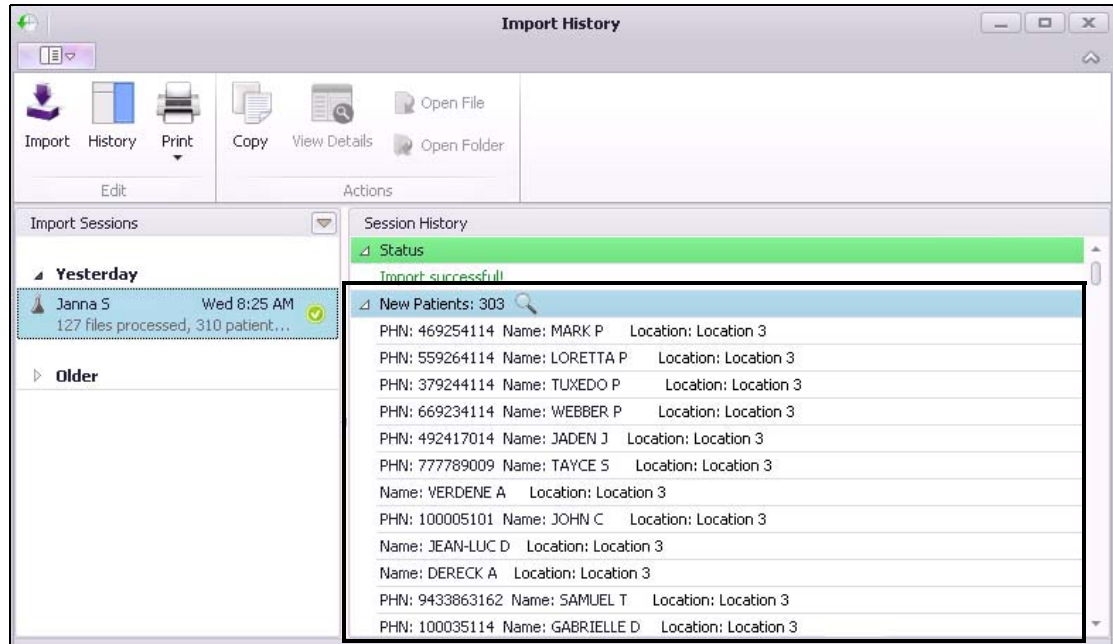 Import History
Import History Print Copy View Details Open File
Open Folder
Edit Actions
Import Sessions
Yesterday
Janna S Wed 8:25 AM
127 files processed, 310 patient...
Older
Session History
Status
Import successful!
New Patients: 303
PHN: 469254114 Name: MARK P Location: Location 3
PHN: 559264114 Name: LORETTA P Location: Location 3
PHN: 379244114 Name: TUXEDO P Location: Location 3
PHN: 669234114 Name: WEBBER P Location: Location 3
PHN: 492417014 Name: JADEN J Location: Location 3
PHN: 777789009 Name: TAYCE S Location: Location 3
Name: VERDENE A Location: Location 3
PHN: 100005101 Name: JOHN C Location: Location 3
Name: JEAN-LUC D Location: Location 3
Name: DERECK A Location: Location 3
PHN: 9433863162 Name: SAMUEL T Location: Location 3
PHN: 100035114 Name: GABRIELLE D Location: Location 3